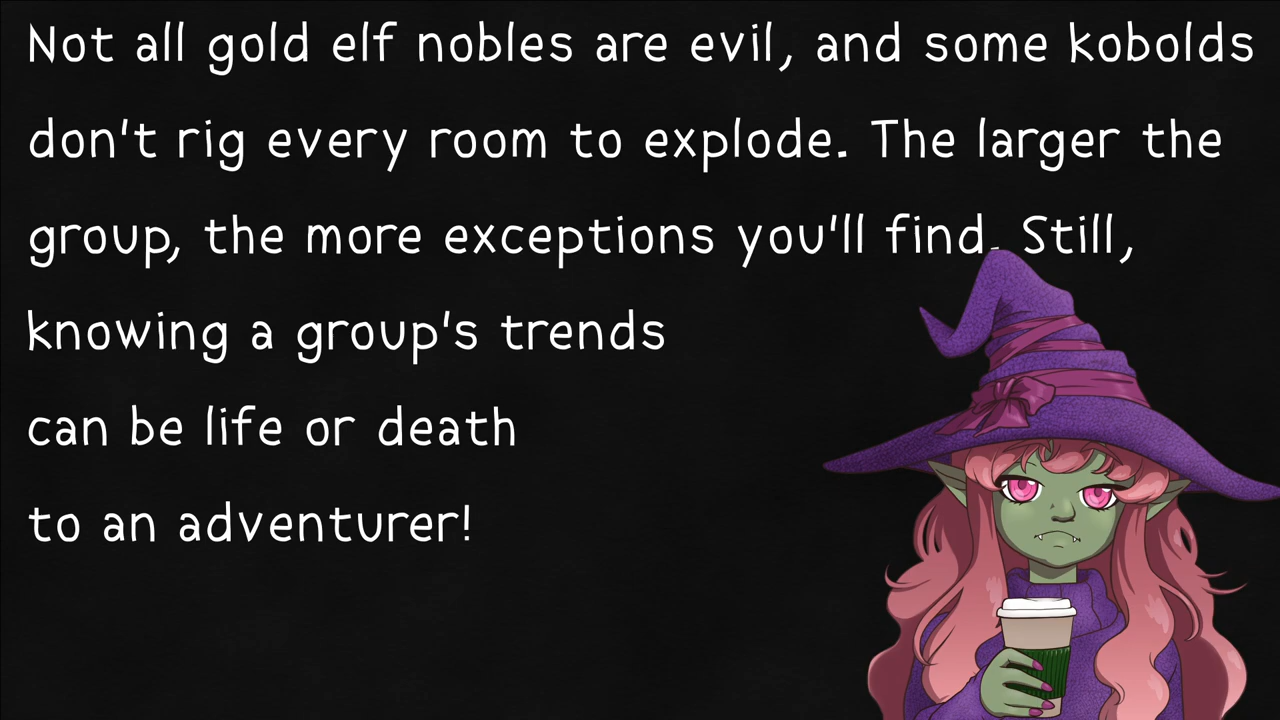 Not all gold elf nobles are evil, and some kobolds
don't rig every room to explode. The larger the
group, the more exceptions you'll find. Still,
knowing a group's trends
can be life or death
to an adventurer!